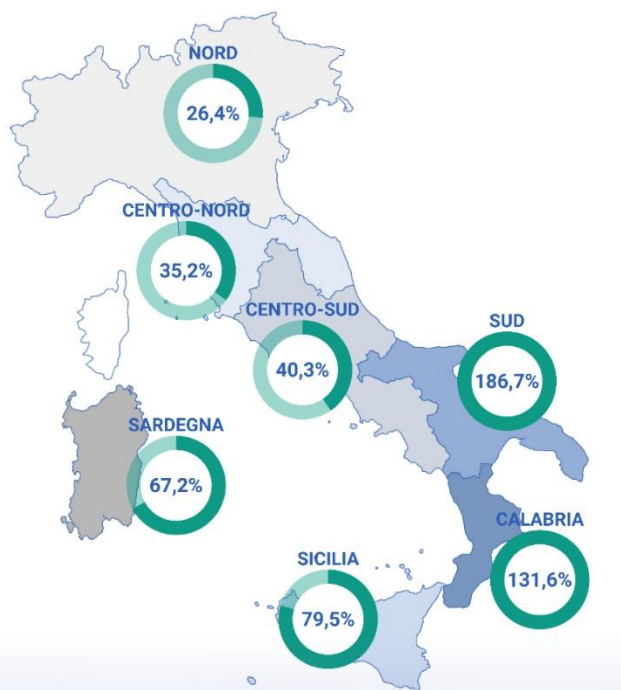 NORD
26,4%
CENTRO-NORD
35,2%
CENTRO-SUD
40,3%
SUD
186,7%
SARDEGNA
67,2%
CALABRIA
131,6%
SICILIA
79,5%